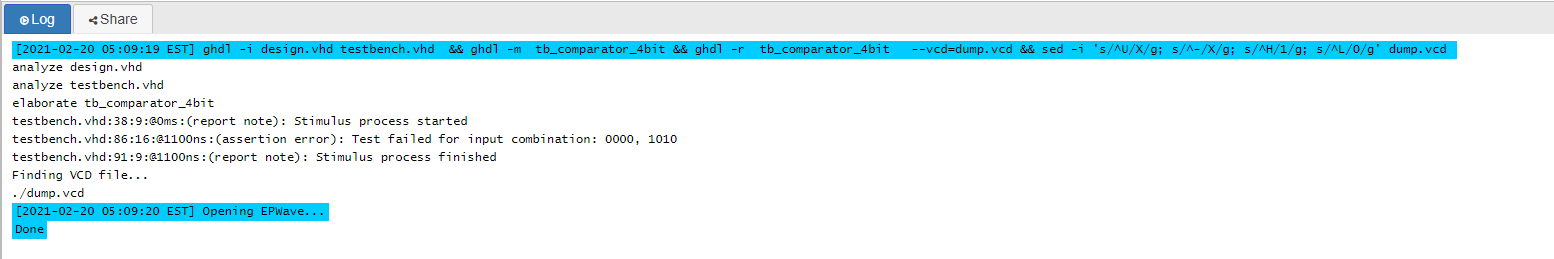 Log
Share
[2021-02-20 05:09:19 EST] ghdl -i design.vhd testbench.vhd  && ghdl -m  tb_comparator_4bit && ghdl -r  tb_comparator_4bit   --vcd=dump.vcd && sed -i 's/^U/X/g; s/^-/X/g; s/^H/1/g; s/^L/0/g' dump.vcd
analyze design.vhd
analyze testbench.vhd
elaborate tb_comparator_4bit
testbench.vhd:38:9:@0ms:(report note): Stimulus process started
testbench.vhd:86:16:@1100ns:(assertion error): Test failed for input combination: 0000, 1010
testbench.vhd:91:9:@1100ns:(report note): Stimulus process finished
Finding VCD file...
./dump.vcd
[2021-02-20 05:09:20 EST] Opening EPWave...
Done